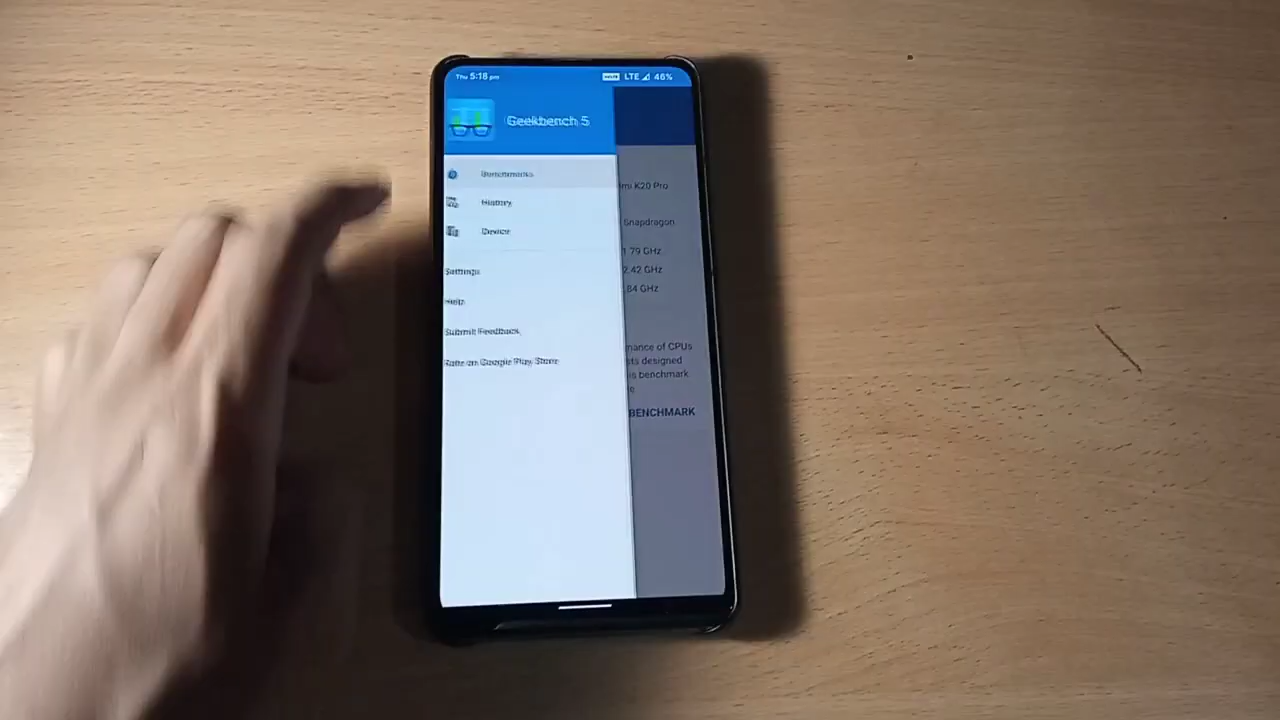 Thu 5:18 pm
LTE 46%
Geekbench 5
Benchmarks
History
Device
Settings
Help
Submit Feedback
Rate on Google Play Store
mi K20 Pro
Snapdragon
1.79 GHz
2.42 GHz
.84 GHz
mance of CPUs
sts designed
is benchmark
e
BENCHMARK